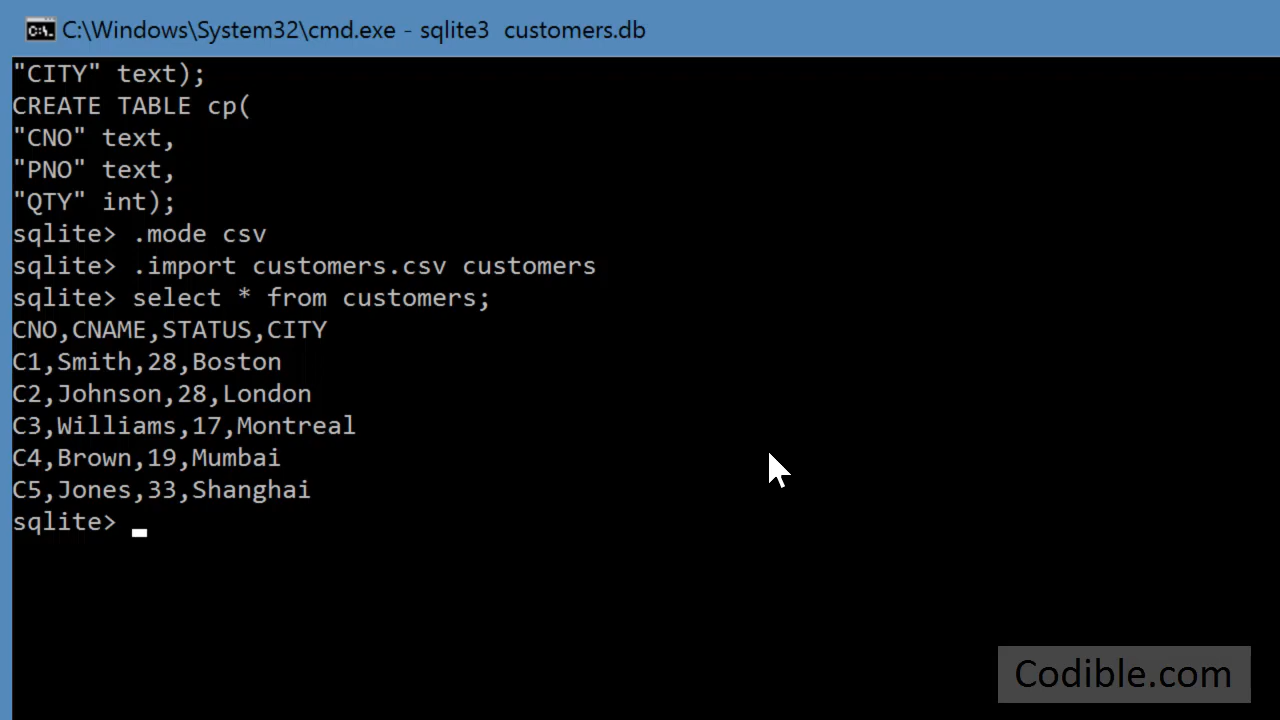 C:\Windows\System32\cmd.exe - sqlite3  customers.db
"CITY" text);
CREATE TABLE cp(
"CNO" text,
"PNO" text,
"QTY" int);
sqlite> .mode csv
sqlite> .import customers.csv customers
sqlite> select * from customers;
CNO,CNAME,STATUS,CITY
C1,Smith,28,Boston
C2,Johnson,28,London
C3,Williams,17,Montreal
C4,Brown,19,Mumbai
C5,Jones,33,Shanghai
sqlite>
Codible.com